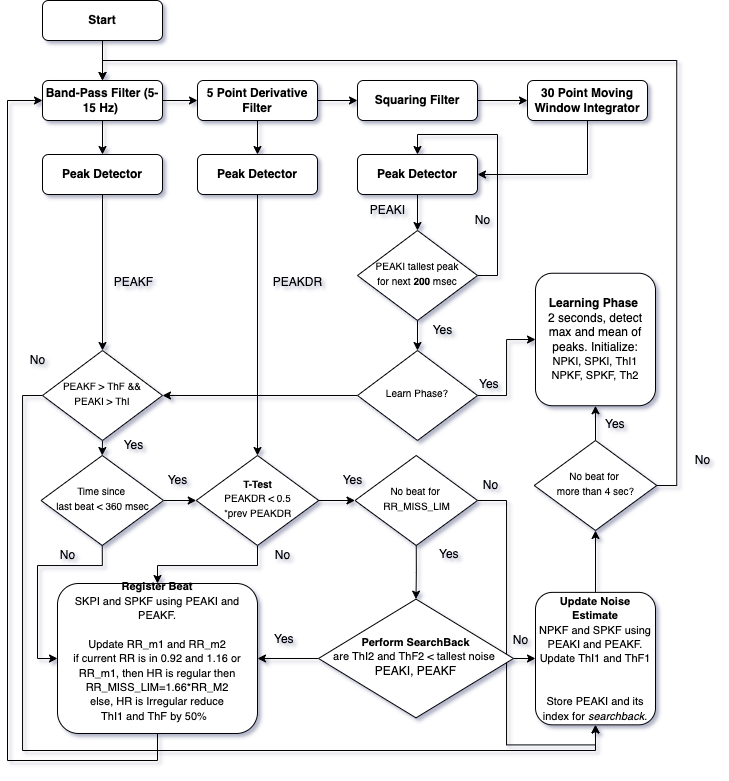 Start
Band-Pass Filter (5-
15 Hz)
5 Point Derivative
Filter
Squaring Filter
30 Point Moving
Window Integrator
Peak Detector
Peak Detector
Peak Detector
PEAKI
No
PEAKF
PEAKDR
PEAKI tallest peak
for next 200 msec
Yes
Learning Phase
2 seconds, detect
max and mean of
peaks. Initialize:
NPKI, SPKI, ThI1
NPKF, SPKF, Th2
No
PEAKF > ThF &&
PEAKI > ThI
Learn Phase?
Yes
Yes
Yes
No
Time since
last beat < 360 msec
Yes
T-Test
PEAKDR < 0.5
*prev PEAKDR
Yes
No beat for
RR_MISS_LIM
No
No beat for
more than 4 sec?
No
No
Yes
Register Beat
SKPI and SPKF using PEAKI and
PEAKF.
Update RR_m1 and RR_m2
if current RR is in 0.92 and 1.16 or
RR_m1, then HR is regular then
RR_MISS_LIM=1.66*RR_M2
else, HR is Irregular reduce
ThI1 and ThF by 50%
Yes
Perform SearchBack
are ThI2 and ThF2 < tallest noise
PEAKI, PEAKF
No
Update Noise
Estimate
NPKF and SPKF using
PEAKI and PEAKF.
Update ThI1 and ThF1
Store PEAKI and its
index for searchback.